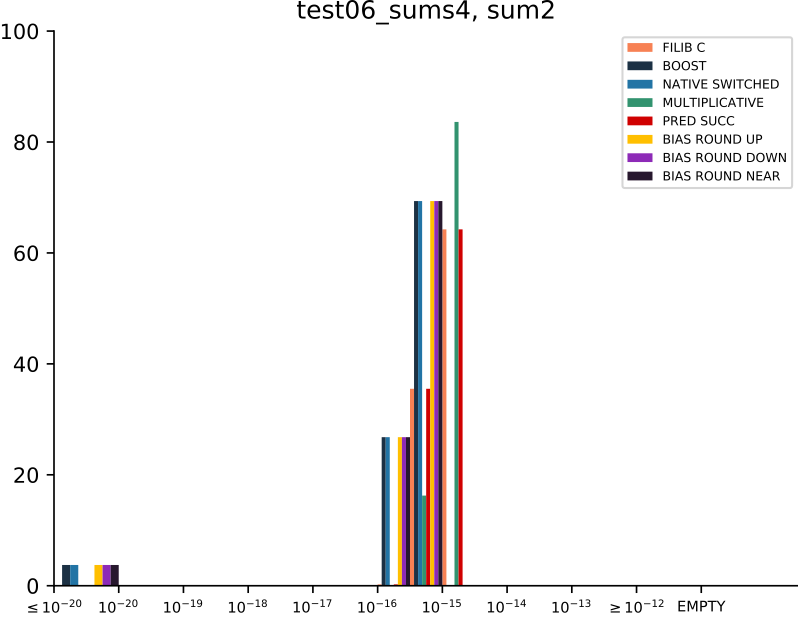 test06_sums4, sum2
100
80
60
40
20
0
FILIB C
BOOST
NATIVE SWITCHED
MULTIPLICATIVE
PRED SUCC
BIAS ROUND UP
BIAS ROUND DOWN
BIAS ROUND NEAR
≤ 10⁻²⁰ 10⁻²⁰ 10⁻¹⁹ 10⁻¹⁸ 10⁻¹⁷ 10⁻¹⁶ 10⁻¹⁵ 10⁻¹⁴ 10⁻¹³ ≥ 10⁻¹² EMPTY